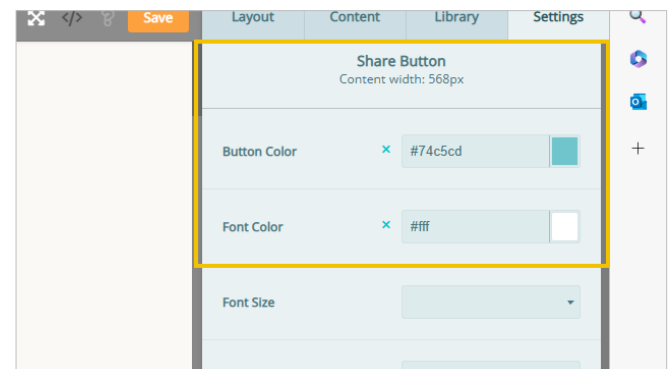 </> ? Save Layout Content Library Settings
Share Button
Content width: 568px
Button Color × #74c5cd
Font Color × #fff
Font Size